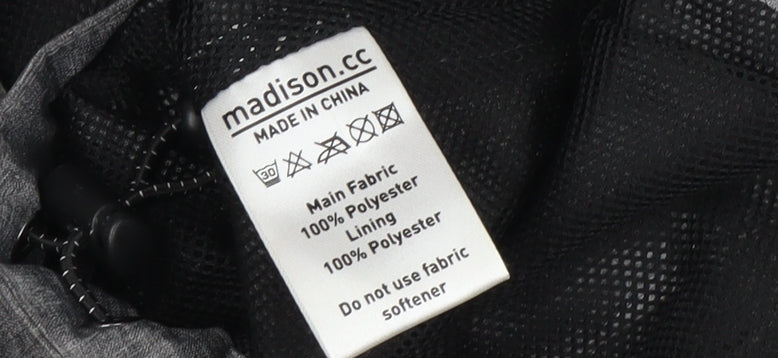 madison.cc
MADE IN CHINA
30
Main Fabric
100% Polyester
Lining
100% Polyester
Do not use fabric
softener